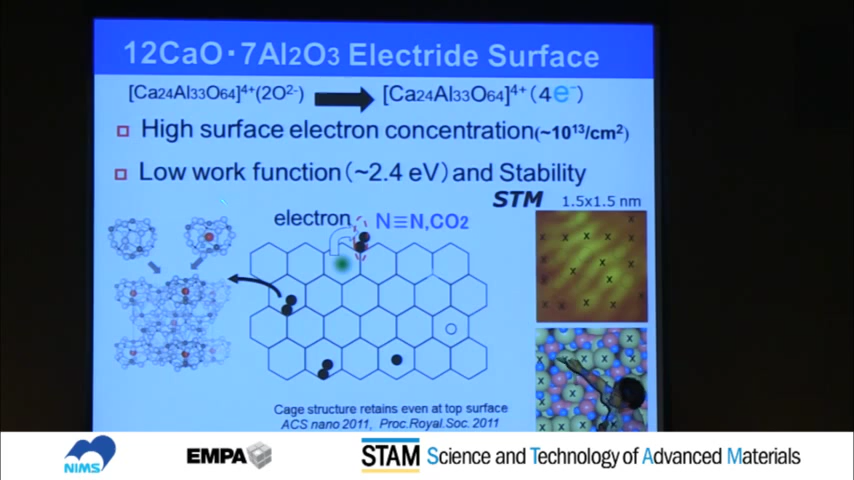 12CaO·7Al2O3 Electride Surface
[Ca24Al33O64]4+(2O2-) [Ca24Al33O64]4+(4e-)
High surface electron concentration(~10^13/cm2)
Low work function(~2.4 eV) and Stability
STM 1.5x1.5 nm
electron N≡N,CO2
Cage structure retains even at top surface
ACS nano 2011, Proc.Royal.Soc. 2011
NIMS
EMPA
STAM Science and Technology of Advanced Materials